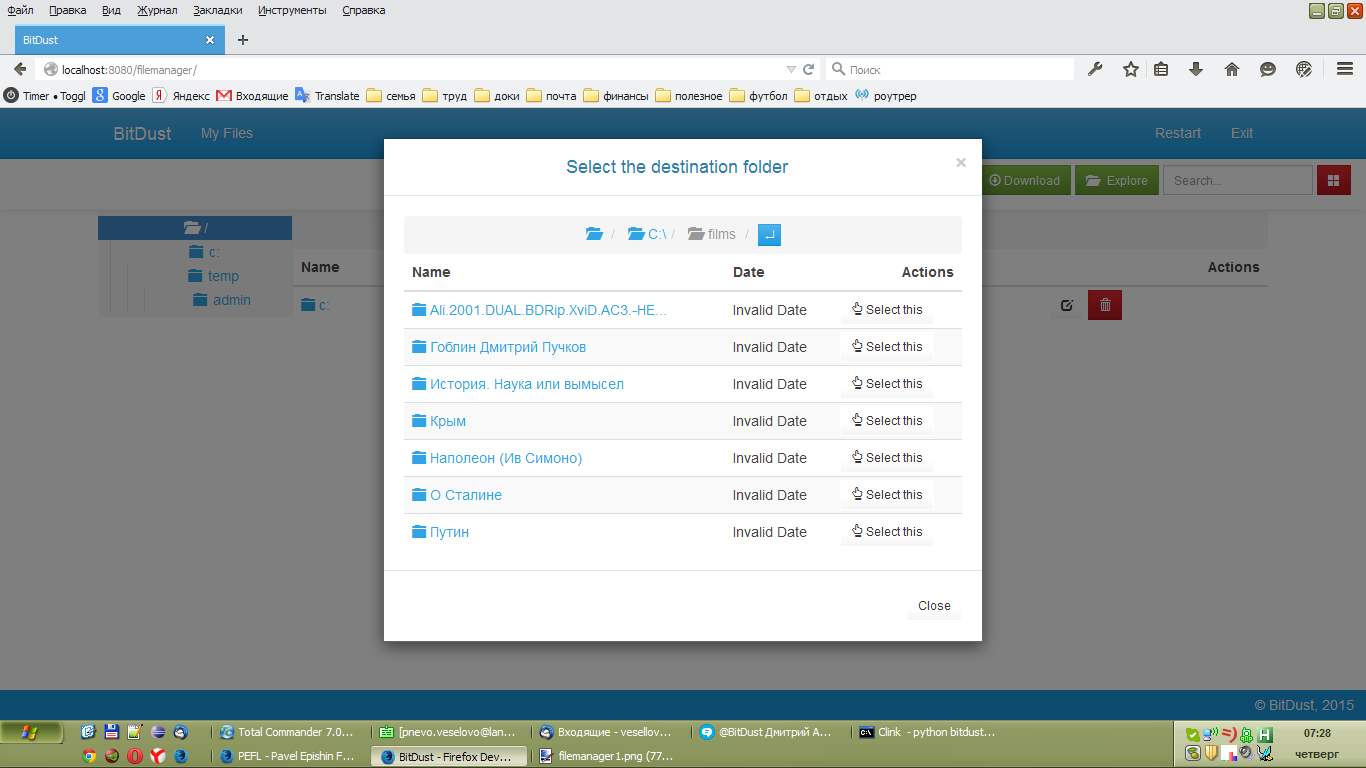 Файл Правка Вид Журнал Закладки Инструменты Справка
BitDust
localhost:8080/filemanager/ Поиск
Timer • Toggl Google Яндекс Входящие Translate семья труд доки почта финансы полезное футбол отдых роутрер
BitDust My Files Restart Exit
Select the destination folder ×
Download Explore Search...
/
C:\ / films /
c:
temp
admin
Name Actions
c:
Name Date Actions
Ali.2001.DUAL.BDRip.XviD.AC3.-HE... Invalid Date Select this
Гоблин Дмитрий Пучков Invalid Date Select this
История. Наука или вымысел Invalid Date Select this
Крым Invalid Date Select this
Наполеон (Ив Симоно) Invalid Date Select this
О Сталине Invalid Date Select this
Путин Invalid Date Select this
Close
© BitDust, 2015
Total Commander 7.0... [pnevo.veselovo@lan... Входящие - vesellov... @BitDust Дмитрий А... Clink - python bitdust... 07:28
PEFL - Pavel Epishin F... BitDust - Firefox Dev... filemanager1.png (77... четверг